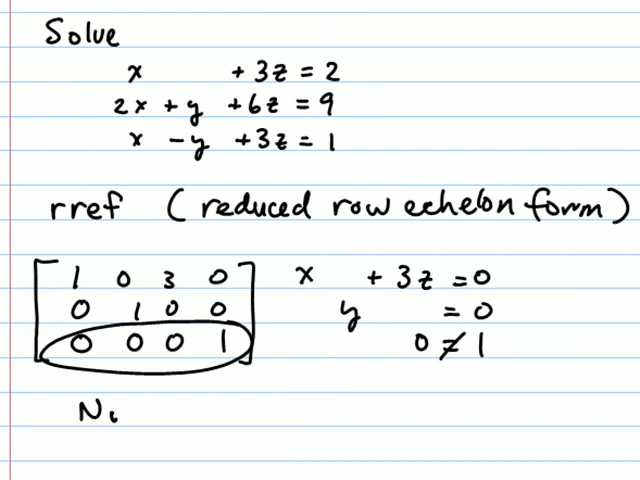 Solve
x + 3z = 2
2x + y + 6z = 9
x - y + 3z = 1
rref (reduced row echelon form)
1 0 3 0 x + 3z = 0
0 1 0 0 y = 0
0 0 0 1 0 ≠ 1
No